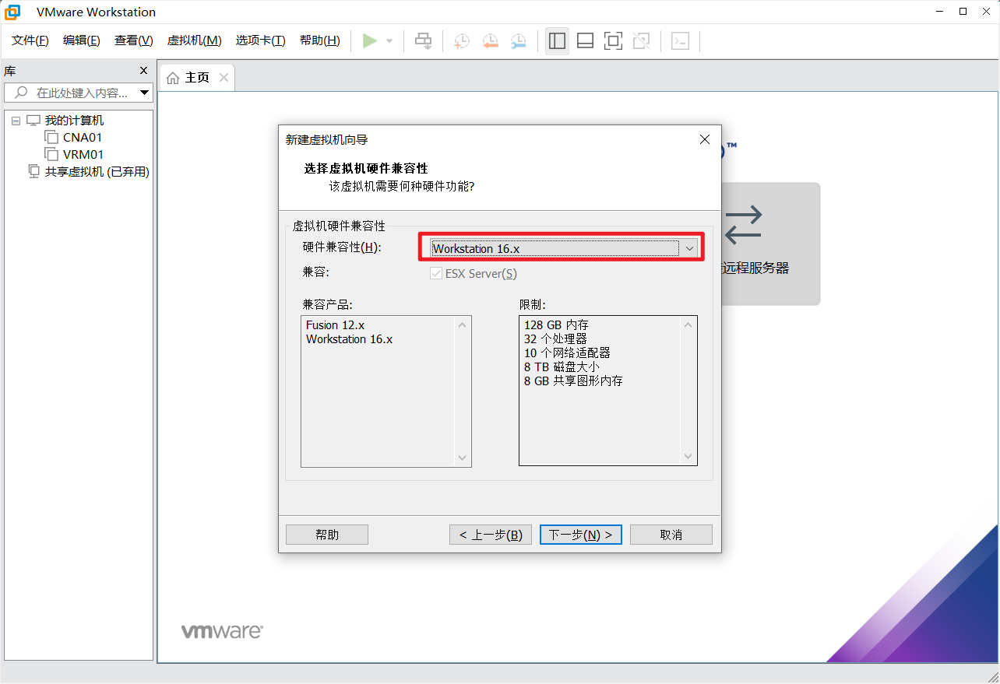 VMware Workstation
文件(F) 编辑(E) 查看(V) 虚拟机(M) 选项卡(T) 帮助(H)
库
在此处键入内容...
我的计算机
CNA01
VRM01
共享虚拟机 (已弃用)
主页
™
新建虚拟机向导
选择虚拟机硬件兼容性
该虚拟机需要何种硬件功能?
虚拟机硬件兼容性
硬件兼容性(H): Workstation 16.x
兼容: ESX Server(S)
兼容产品:
Fusion 12.x
Workstation 16.x
限制:
128 GB 内存
32 个处理器
10 个网络适配器
8 TB 磁盘大小
8 GB 共享图形内存
远程服务器
帮助 < 上一步(B) 下一步(N) > 取消
vmware